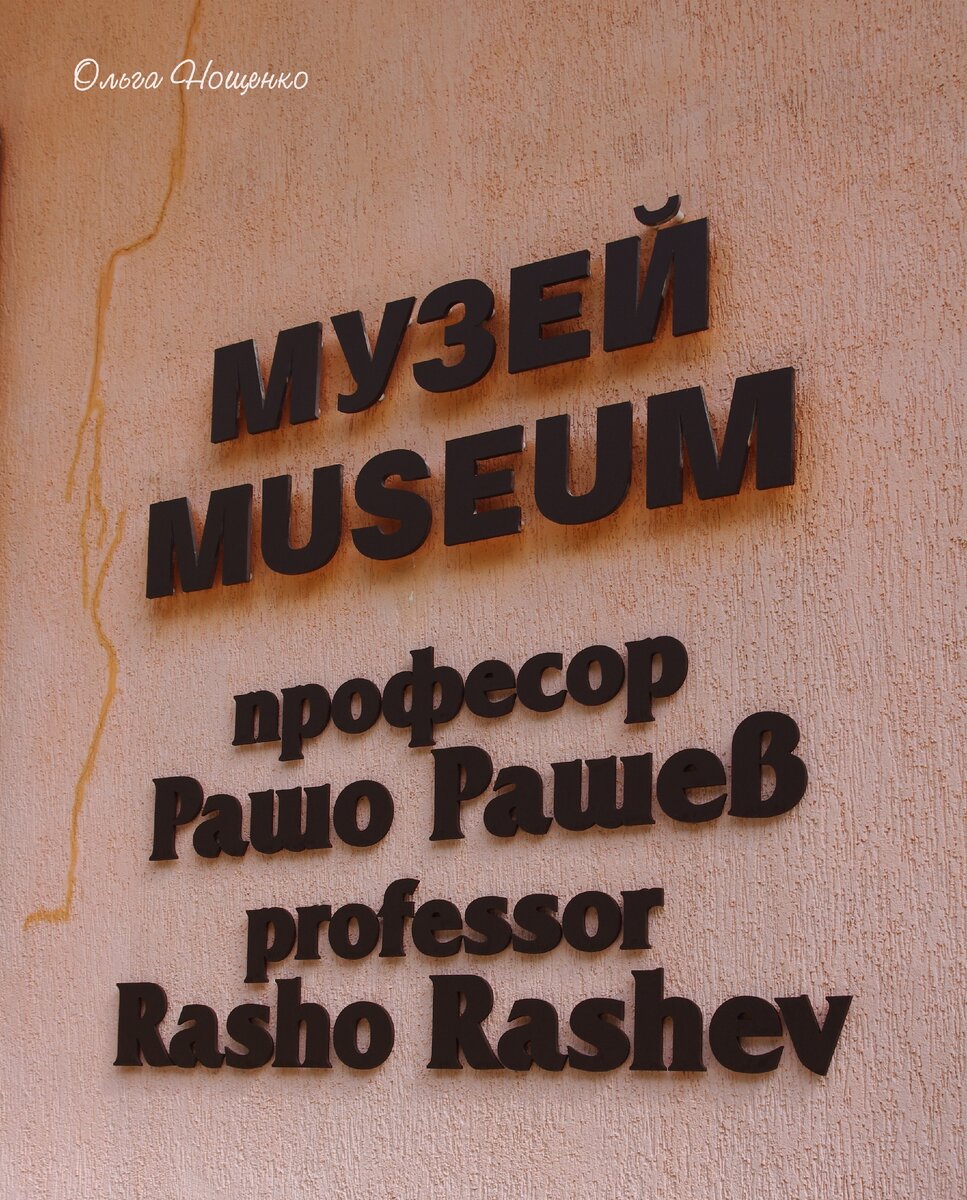 Ольга Нощенко
МУЗЕЙ
MUSEUM
професор
Рашо Рашев
professor
Rasho Rashev